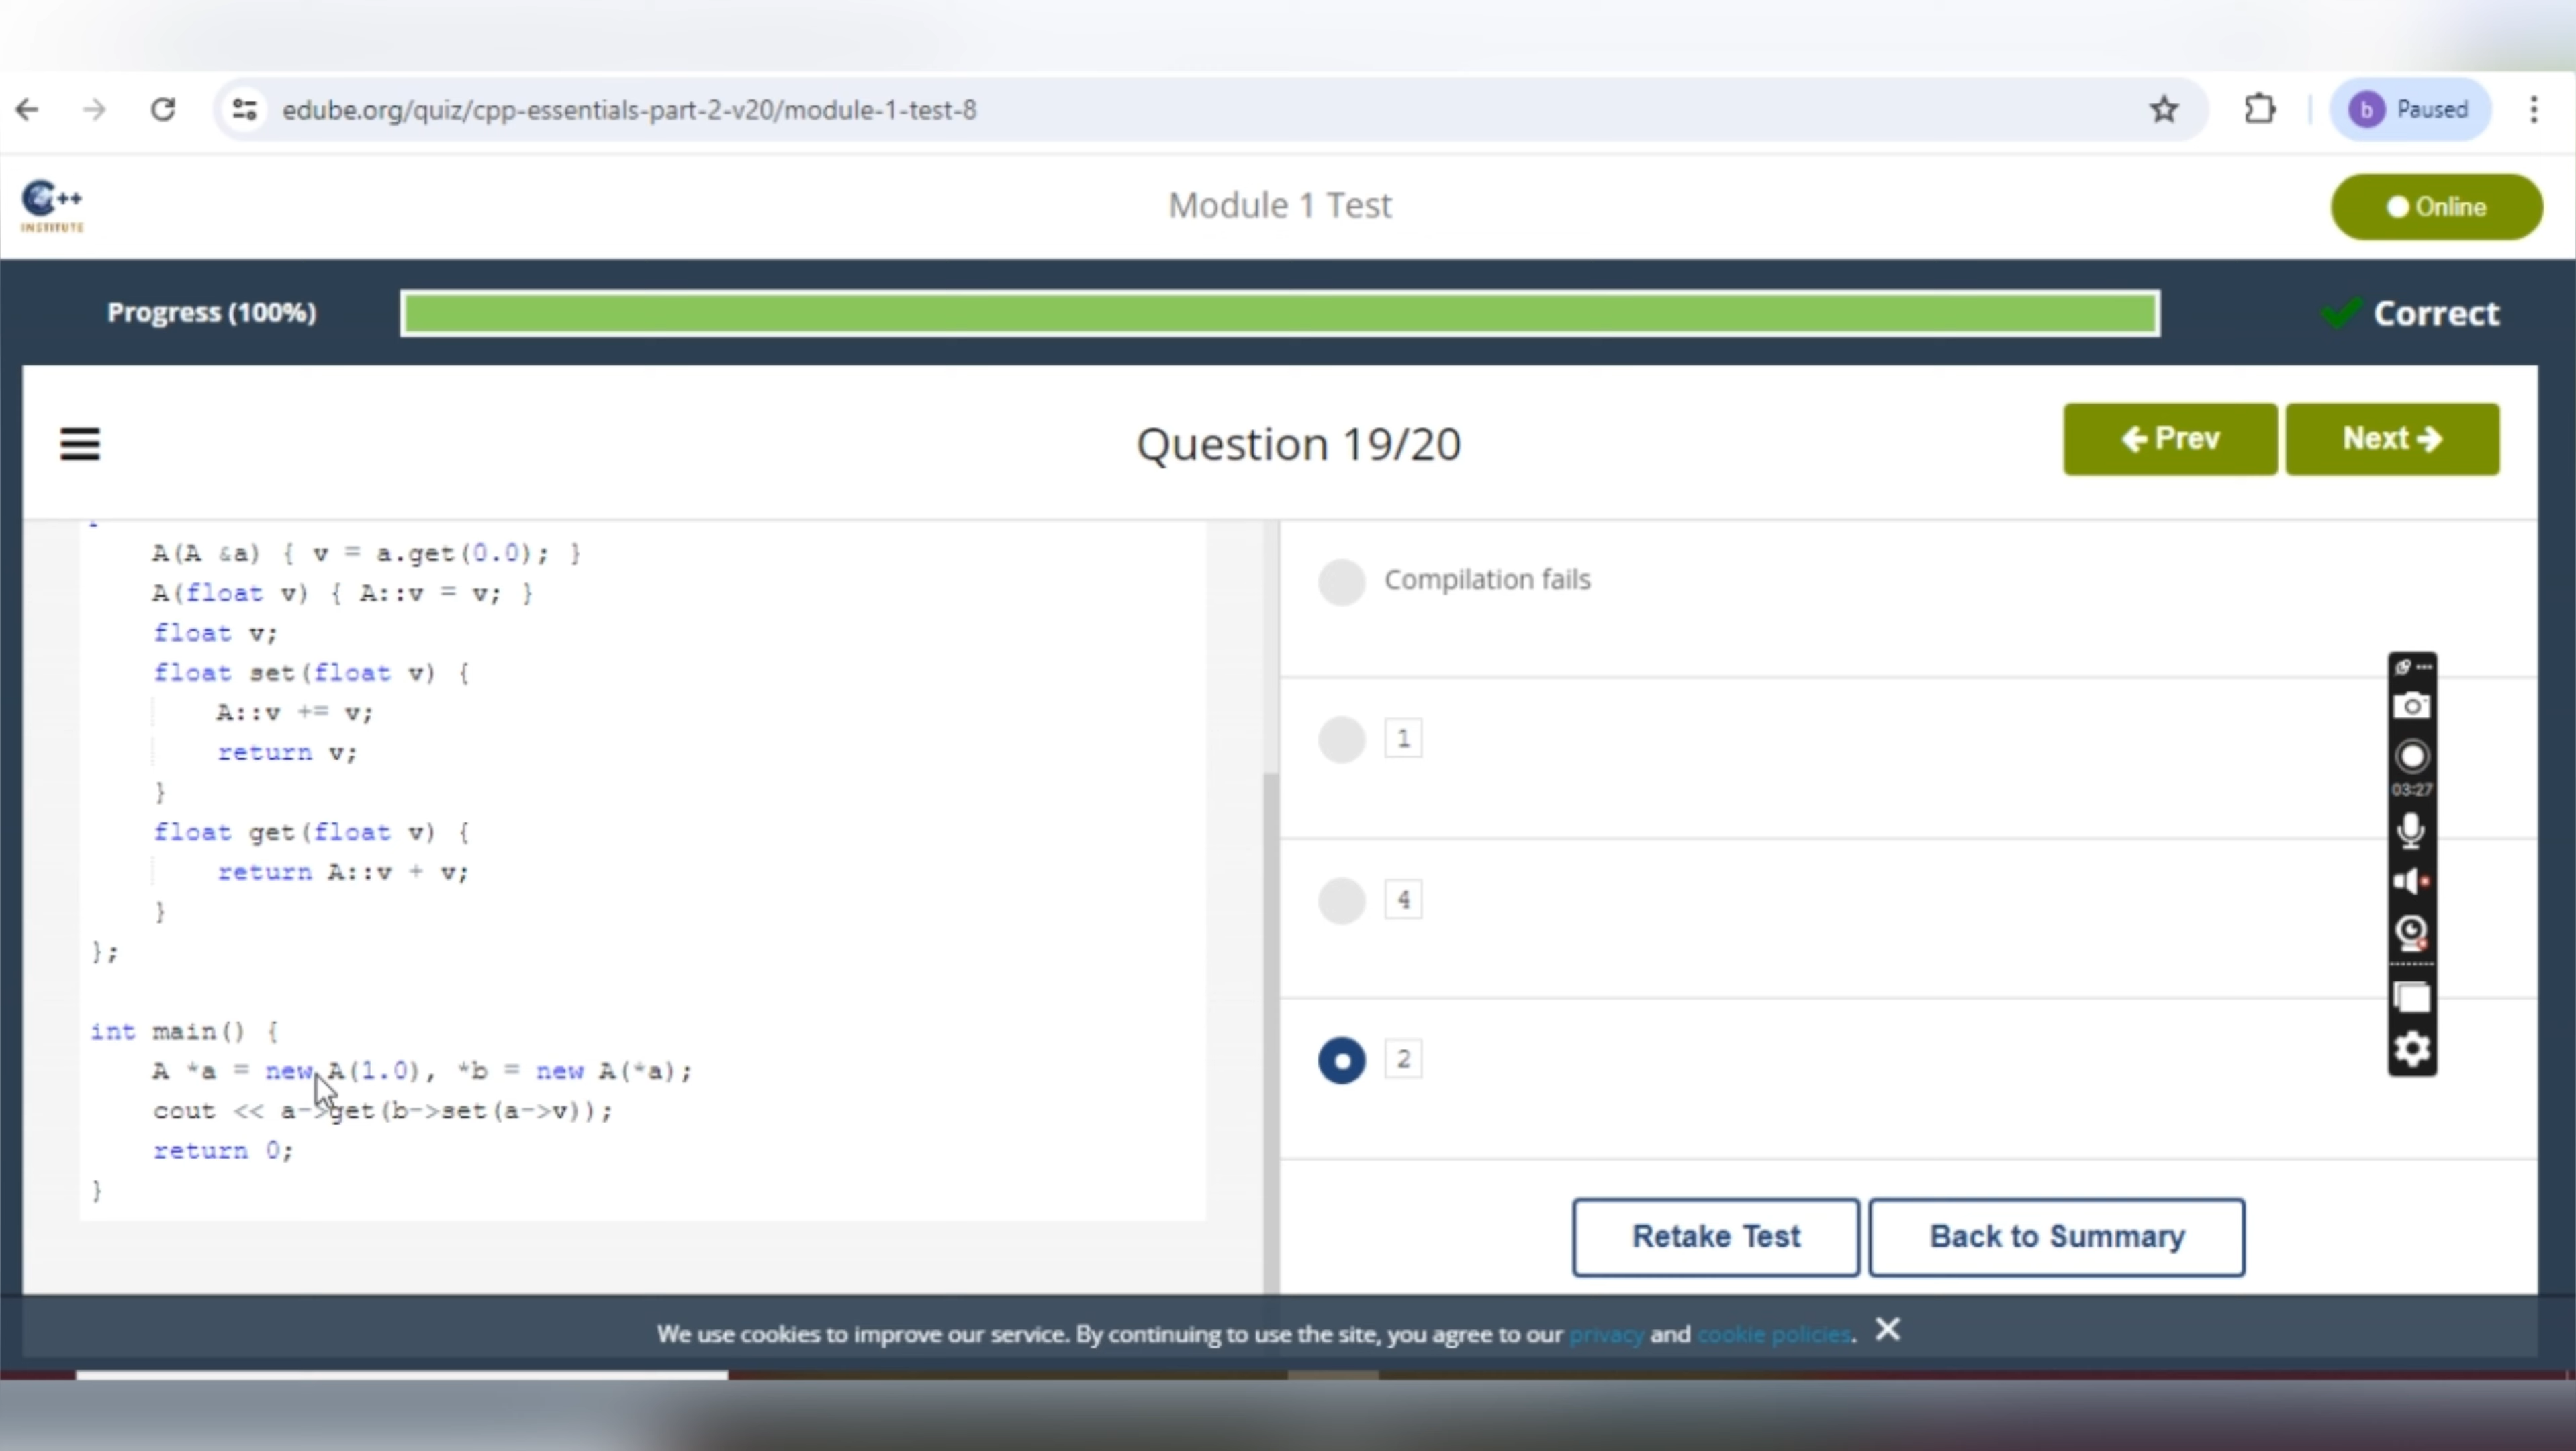 edube.org/quiz/cpp-essentials-part-2-v20/module-1-test-8
b Paused
C++
INSTITUTE
Module 1 Test
Online
Progress (100%)
Correct
Question 19/20
Prev
Next
A(A &a) { v = a.get(0.0); }
A(float v) { A::v = v; }
float v;
float set(float v) {
A::v += v;
return v;
}
float get(float v) {
return A::v + v;
}
};
int main() {
A *a = new A(1.0), *b = new A(*a);
cout << a->get(b->set(a->v));
return 0;
}
Compilation fails
1
4
2
03:27
Retake Test
Back to Summary
We use cookies to improve our service. By continuing to use the site, you agree to our privacy and cookie policies.